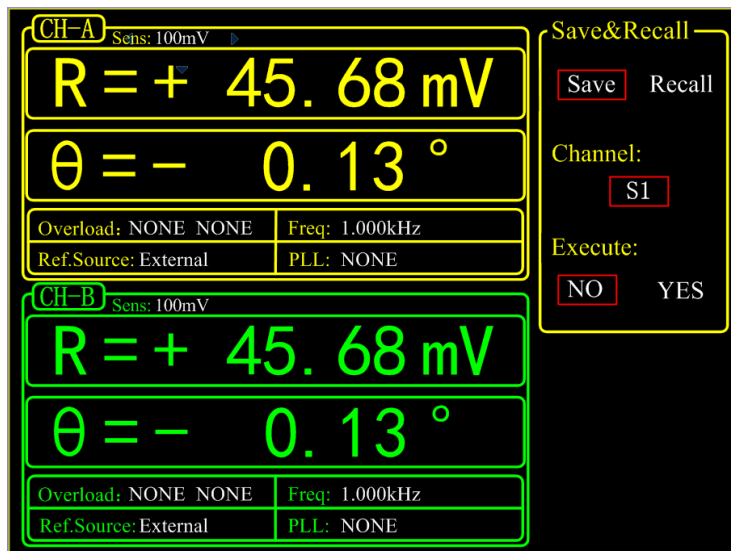 CH-A
Sens: 100mV
R = + 45.68 mV
θ = - 0.13 °
Overload: NONE NONE
Freq: 1.000kHz
Ref.Source: External
PLL: NONE
CH-B
Sens: 100mV
R = + 45.68 mV
θ = - 0.13 °
Overload: NONE NONE
Freq: 1.000kHz
Ref.Source: External
PLL: NONE
Save&Recall
Save Recall
Channel:
S1
Execute:
NO YES